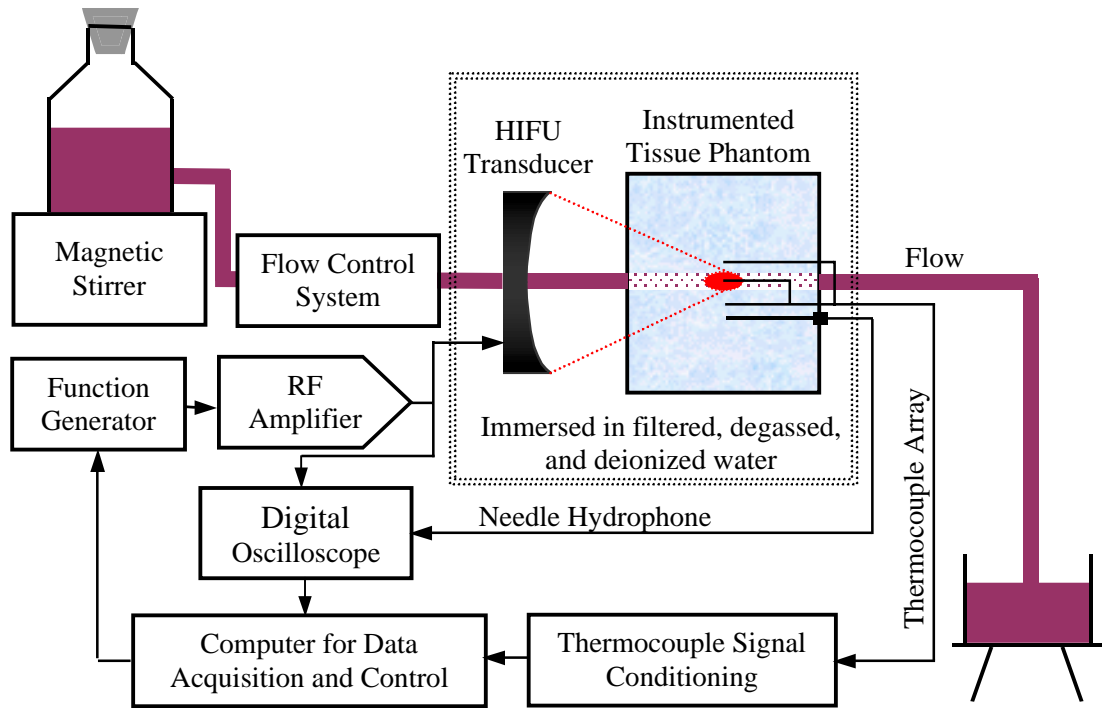 HIFU
Transducer
Instrumented
Tissue Phantom
Magnetic
Stirrer
Flow Control
System
Flow
Function
Generator
RF
Amplifier
Immersed in filtered, degassed,
and deionized water
Thermocouple Array
Digital
Oscilloscope
Needle Hydrophone
Computer for Data
Acquisition and Control
Thermocouple Signal
Conditioning